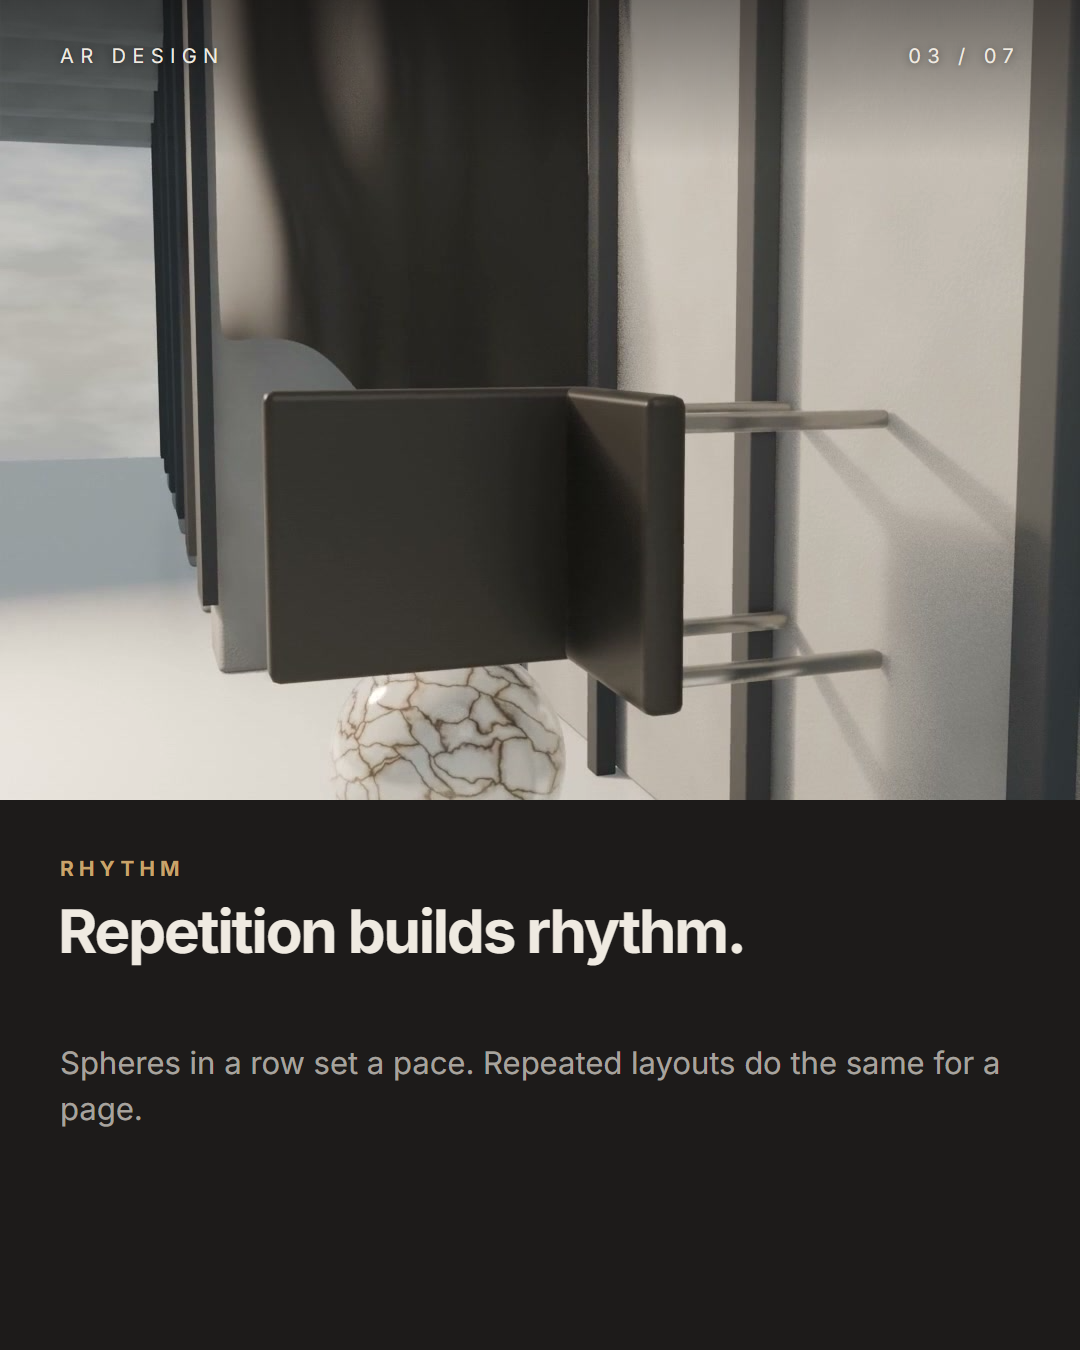 AR DESIGN
03 / 07
RHYTHM
Repetition builds rhythm.
Spheres in a row set a pace. Repeated layouts do the same for a
page.